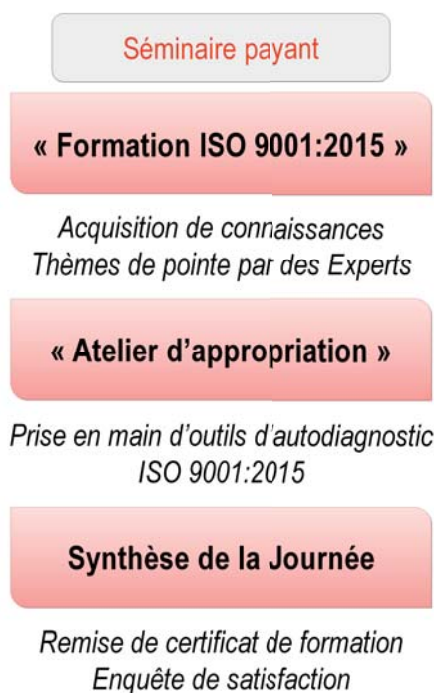 Séminaire payant
« Formation ISO 9001:2015 »
Acquisition de connaissances
Thèmes de pointe par des Experts
« Atelier d’appropriation »
Prise en main d’outils d’autodiagnostic
ISO 9001:2015
Synthèse de la Journée
Remise de certificat de formation
Enquête de satisfaction